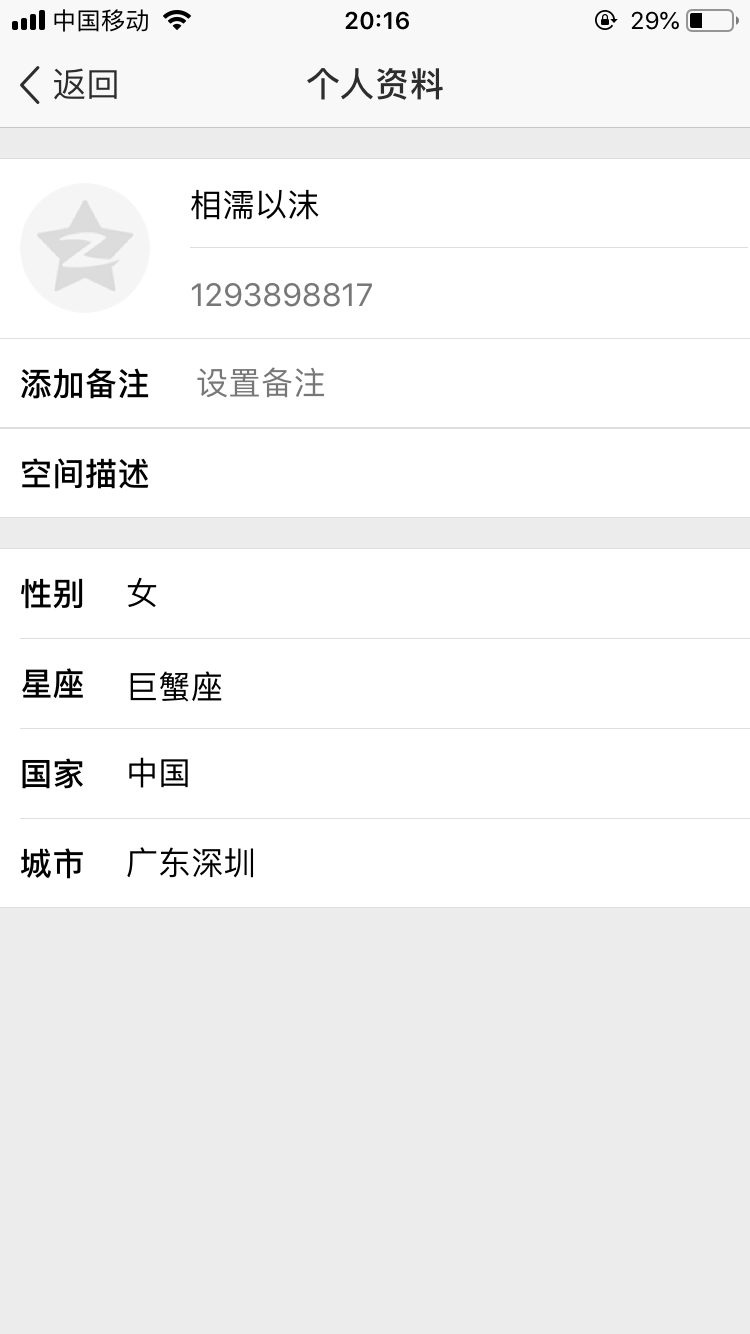 中国移动 20:16 29%
返回 个人资料
相濡以沫
1293898817
添加备注 设置备注
空间描述
性别 女
星座 巨蟹座
国家 中国
城市 广东深圳